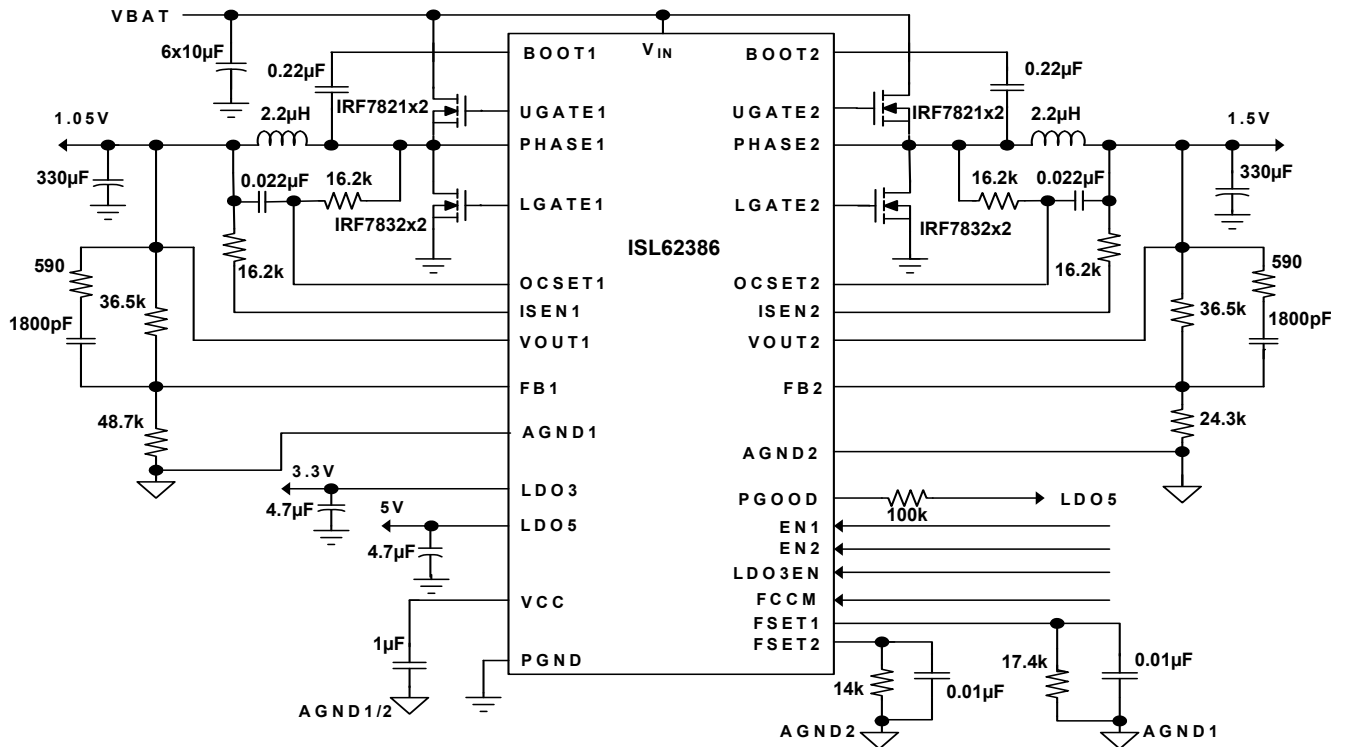 VBAT
6x10µF
0.22µF
IRF7821x2
2.2µH
1.05V
330µF
0.022µF
16.2k
IRF7832x2
16.2k
590
36.5k
1800pF
48.7k
3.3V
4.7µF
5V
4.7µF
1µF
AGND1/2
BOOT1
UGATE1
PHASE1
LGATE1
OCSET1
ISEN1
VOUT1
FB1
AGND1
LDO3
LDO5
VCC
PGND
VIN
ISL62386
BOOT2
UGATE2
PHASE2
LGATE2
OCSET2
ISEN2
VOUT2
FB2
AGND2
PGOOD
EN1
EN2
LDO3EN
FCCM
FSET1
FSET2
0.22µF
IRF7821x2
2.2µH
1.5V
16.2k
0.022µF
330µF
IRF7832x2
16.2k
590
36.5k
1800pF
24.3k
100k
LDO5
14k
0.01µF
AGND2
17.4k
0.01µF
AGND1